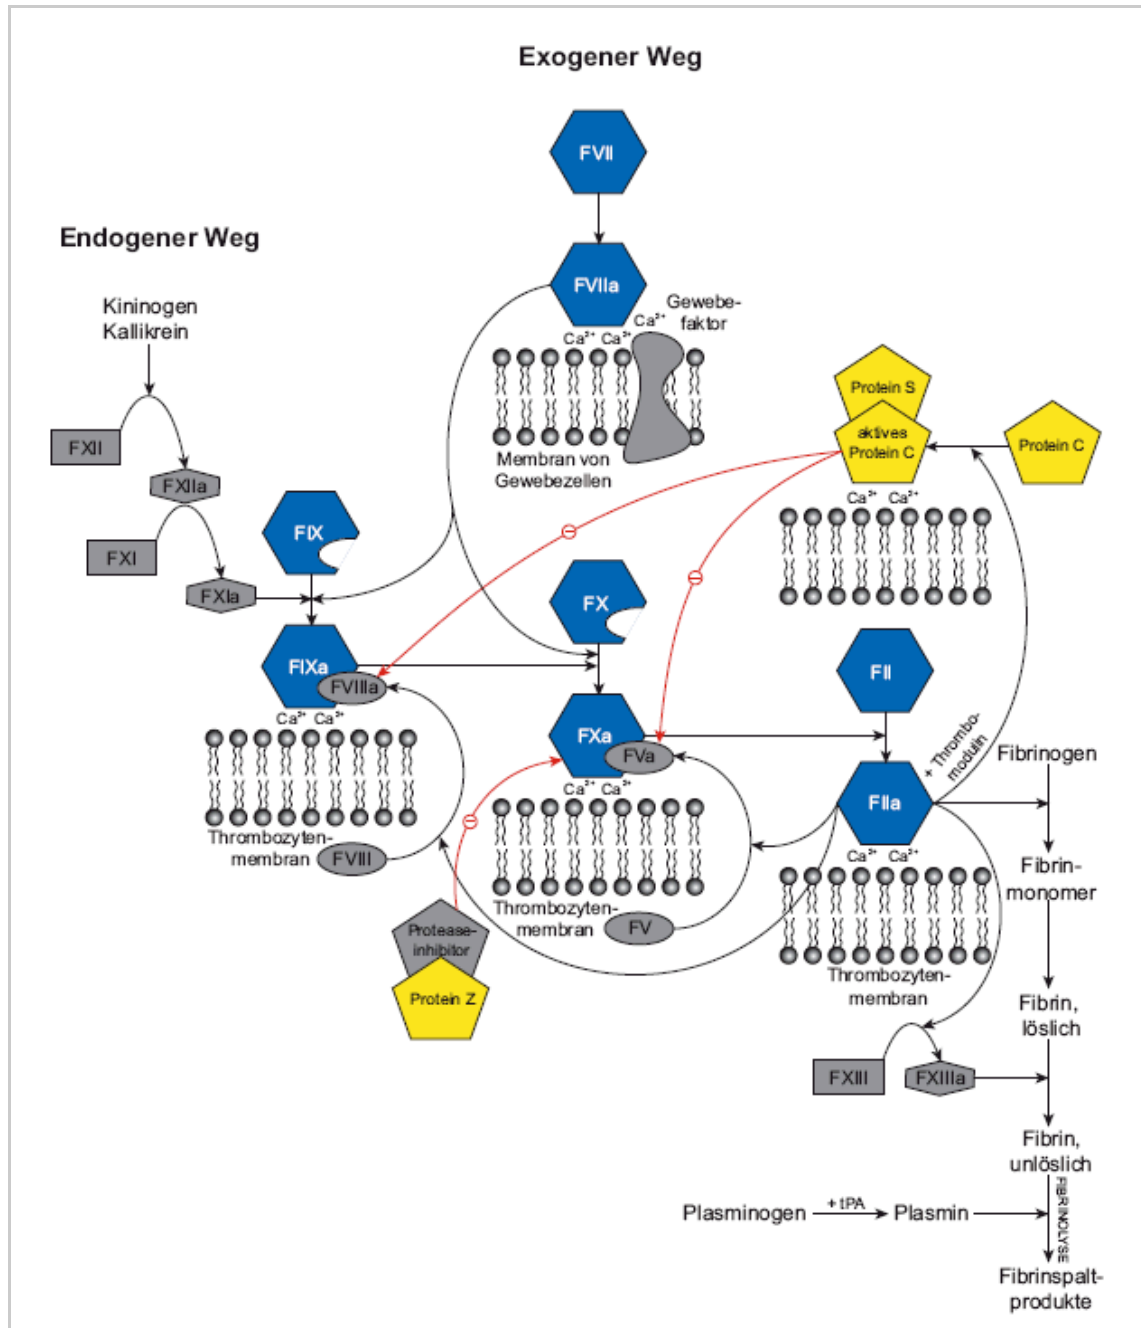 Exogener Weg
FVII
Endogener Weg
FVIIa
Gewebe-
faktor
Ca²⁺
Ca²⁺ Ca²⁺
Kininogen
Kallikrein
Membran von
Gewebezellen
Protein S
aktives
Protein C
Protein C
Ca²⁺ Ca²⁺
FXII
FXIIa
FXI
FXIa
FIX
FX
FIXa
FVIIIa
Ca²⁺ Ca²⁺
FII
FXa
FVa
Ca²⁺ Ca²⁺
+ Thrombo-
modulin
Fibrinogen
FIIa
Ca²⁺ Ca²⁺
Thrombozyten-
membran
FVIII
Fibrin-
monomer
Thrombozyten-
membran
FV
Protease-
inhibitor
Protein Z
Thrombozyten-
membran
Fibrin,
löslich
FXIII
FXIIIa
Fibrin,
unlöslich
Plasminogen
+ tPA
Plasmin
FIBRINOLYSE
Fibrinspalt-
produkte